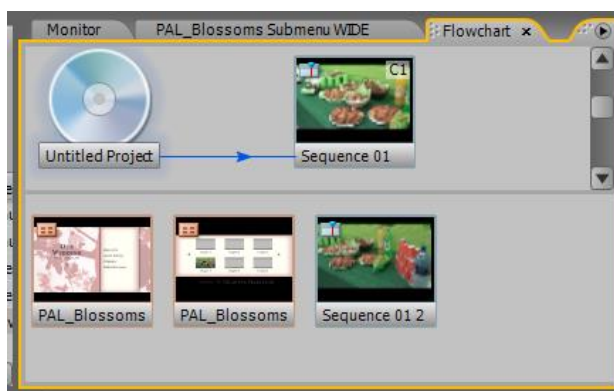 Monitor
PAL_Blossoms Submenu WIDE
Flowchart ×
C1
Untitled Project
Sequence 01
PAL_Blossoms
PAL_Blossoms
Sequence 01 2